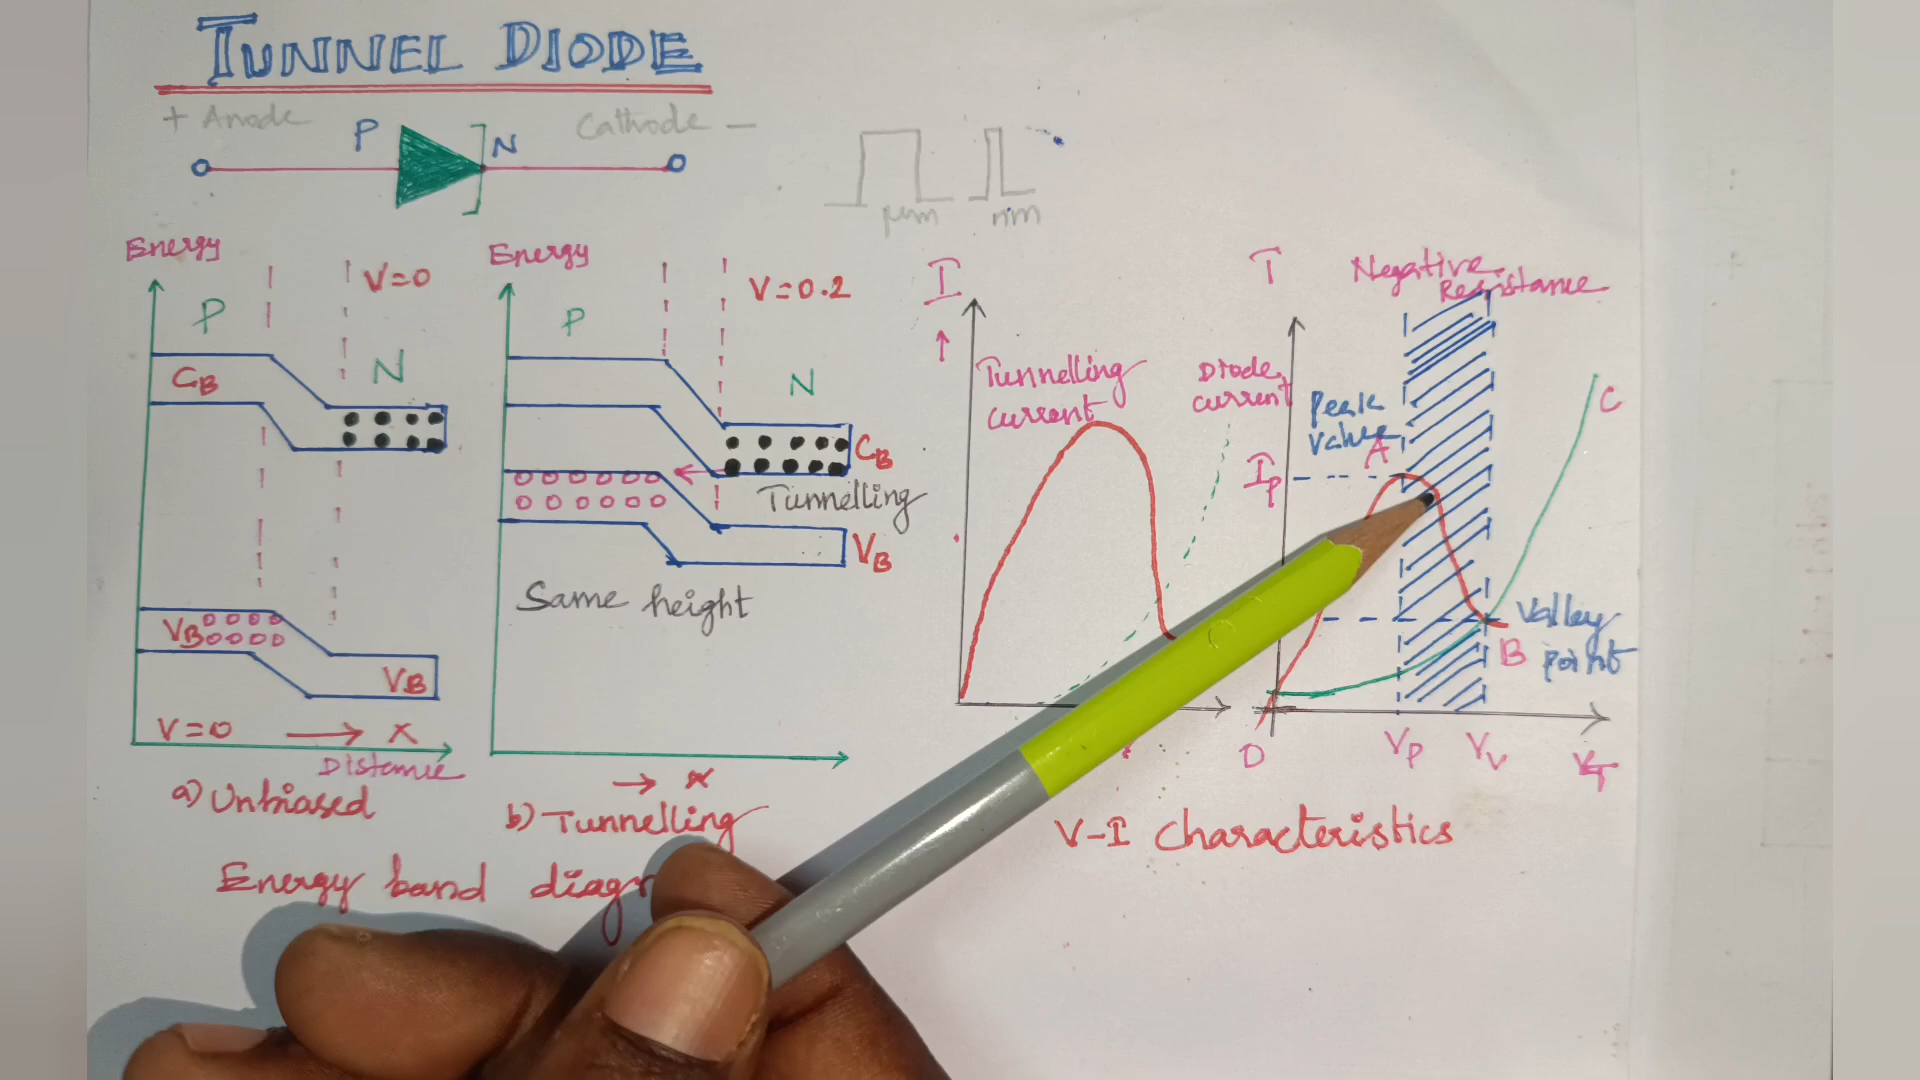 TUNNEL DIODE
+ Anode
P
N
Cathode −
μm
nm
Energy
V=0
P
N
CB
VB
VB
V=0
→ X
Distance
a) Unbiased
Energy
V=0.2
P
N
CB
Tunnelling
VB
Same height
→ X
b) Tunnelling
Energy band
I
↑
Tunnelling
current
Diode
current
I
Negative
Resistance
Peak
Value
A
Ip
C
Valley
point
B
O
Vp
Vv
V-I Characteristics